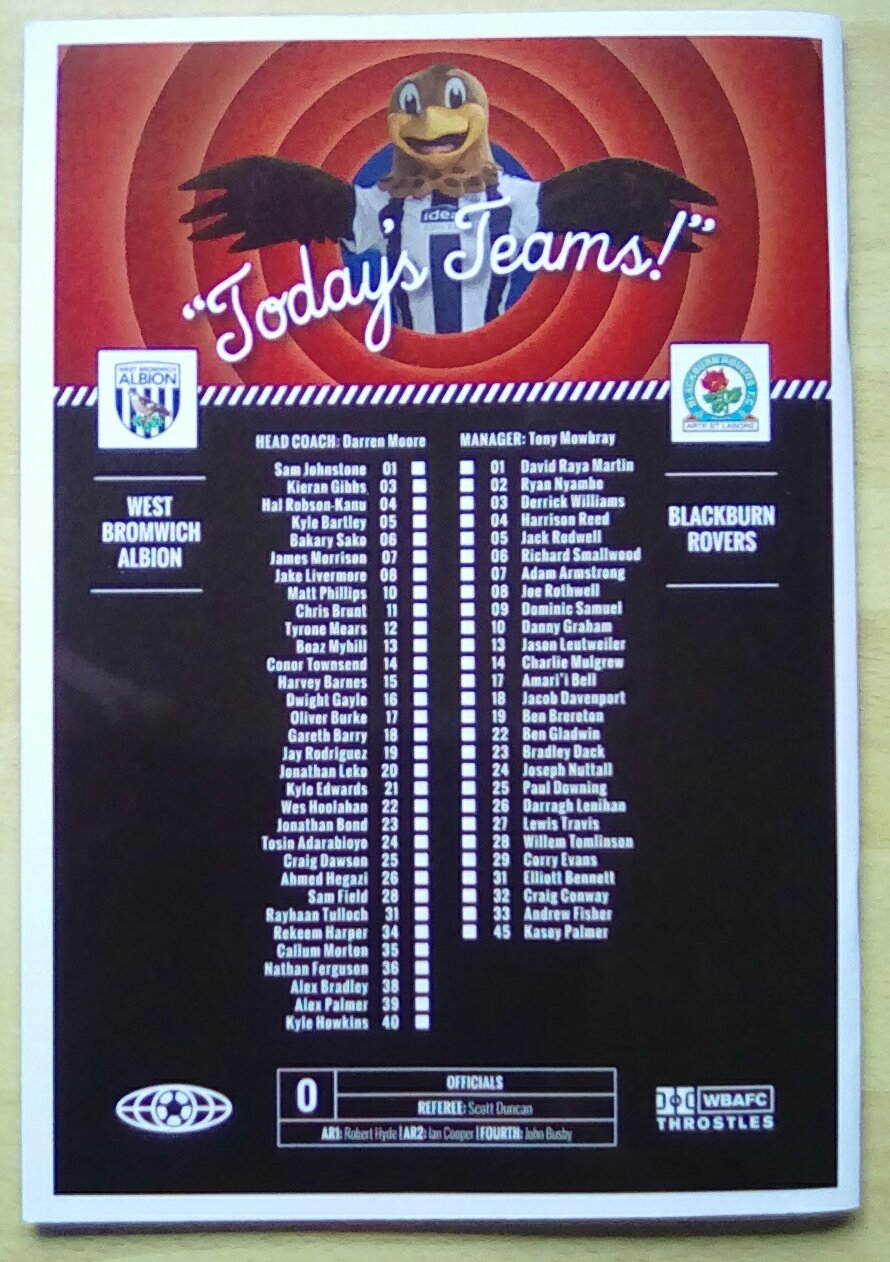 idea
"Today's Teams!"
WEST BROMWICH
ALBION
BLACKBURN ROVERS F.C.
ARTE ET LABORE
WEST
BROMWICH
ALBION
BLACKBURN
ROVERS
HEAD COACH: Darren Moore
Sam Johnstone 01
Kieran Gibbs 03
Hal Robson-Kanu 04
Kyle Bartley 05
Bakary Sako 06
James Morrison 07
Jake Livermore 08
Matt Phillips 10
Chris Brunt 11
Tyrone Mears 12
Boaz Myhill 13
Conor Townsend 14
Harvey Barnes 15
Dwight Gayle 16
Oliver Burke 17
Gareth Barry 18
Jay Rodriguez 19
Jonathan Leko 20
Kyle Edwards 21
Wes Hoolahan 22
Jonathan Bond 23
Tosin Adarabioyo 24
Craig Dawson 25
Ahmed Hegazi 26
Sam Field 28
Rayhaan Tulloch 31
Rekeem Harper 34
Callum Morton 35
Nathan Ferguson 36
Alex Bradley 38
Alex Palmer 39
Kyle Howkins 40
MANAGER: Tony Mowbray
01 David Raya Martin
02 Ryan Nyambe
03 Derrick Williams
04 Harrison Reed
05 Jack Rodwell
06 Richard Smallwood
07 Adam Armstrong
08 Joe Rothwell
09 Dominic Samuel
10 Danny Graham
13 Jason Leutweiler
14 Charlie Mulgrew
17 Amari'i Bell
18 Jacob Davenport
19 Ben Brereton
22 Ben Gladwin
23 Bradley Dack
24 Joseph Nuttall
25 Paul Downing
26 Darragh Lenihan
27 Lewis Travis
28 Willem Tomlinson
29 Corry Evans
31 Elliott Bennett
32 Craig Conway
33 Andrew Fisher
45 Kasey Palmer
0
OFFICIALS
REFEREE: Scott Duncan
AR1: Robert Hyde | AR2: Ian Cooper | FOURTH: John Busby
WBAFC
THROSTLES